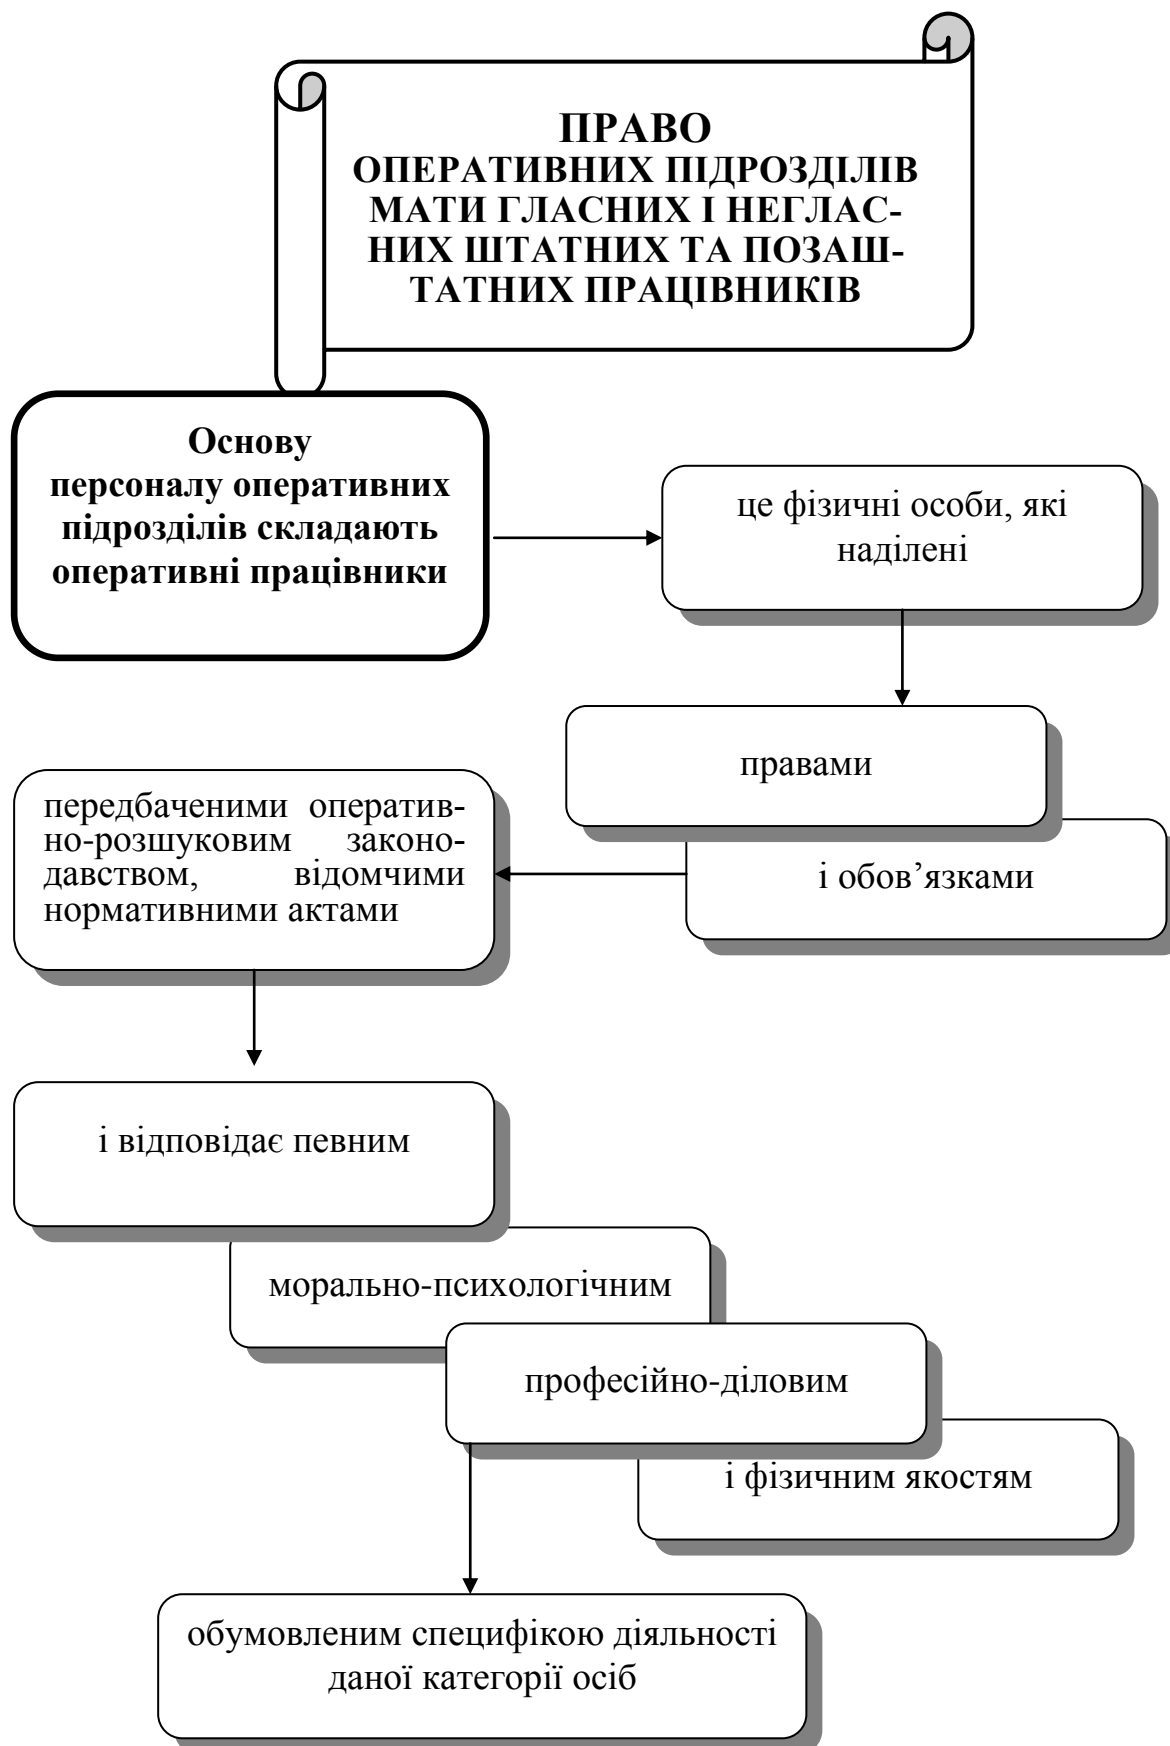 ПРАВО
ОПЕРАТИВНИХ ПІДРОЗДІЛІВ
МАТИ ГЛАСНИХ І НЕГЛАС-
НИХ ШТАТНИХ ТА ПОЗАШ-
ТАТНИХ ПРАЦІВНИКІВ
Основу
персоналу оперативних
підрозділів складають
оперативні працівники
це фізичні особи, які
наділені
правами
і обов’язками
передбаченими оператив-
но-розшуковим законо-
давством, відомчими
нормативними актами
і відповідає певним
морально-психологічним
професійно-діловим
і фізичним якостям
обумовленим специфікою діяльності
даної категорії осіб